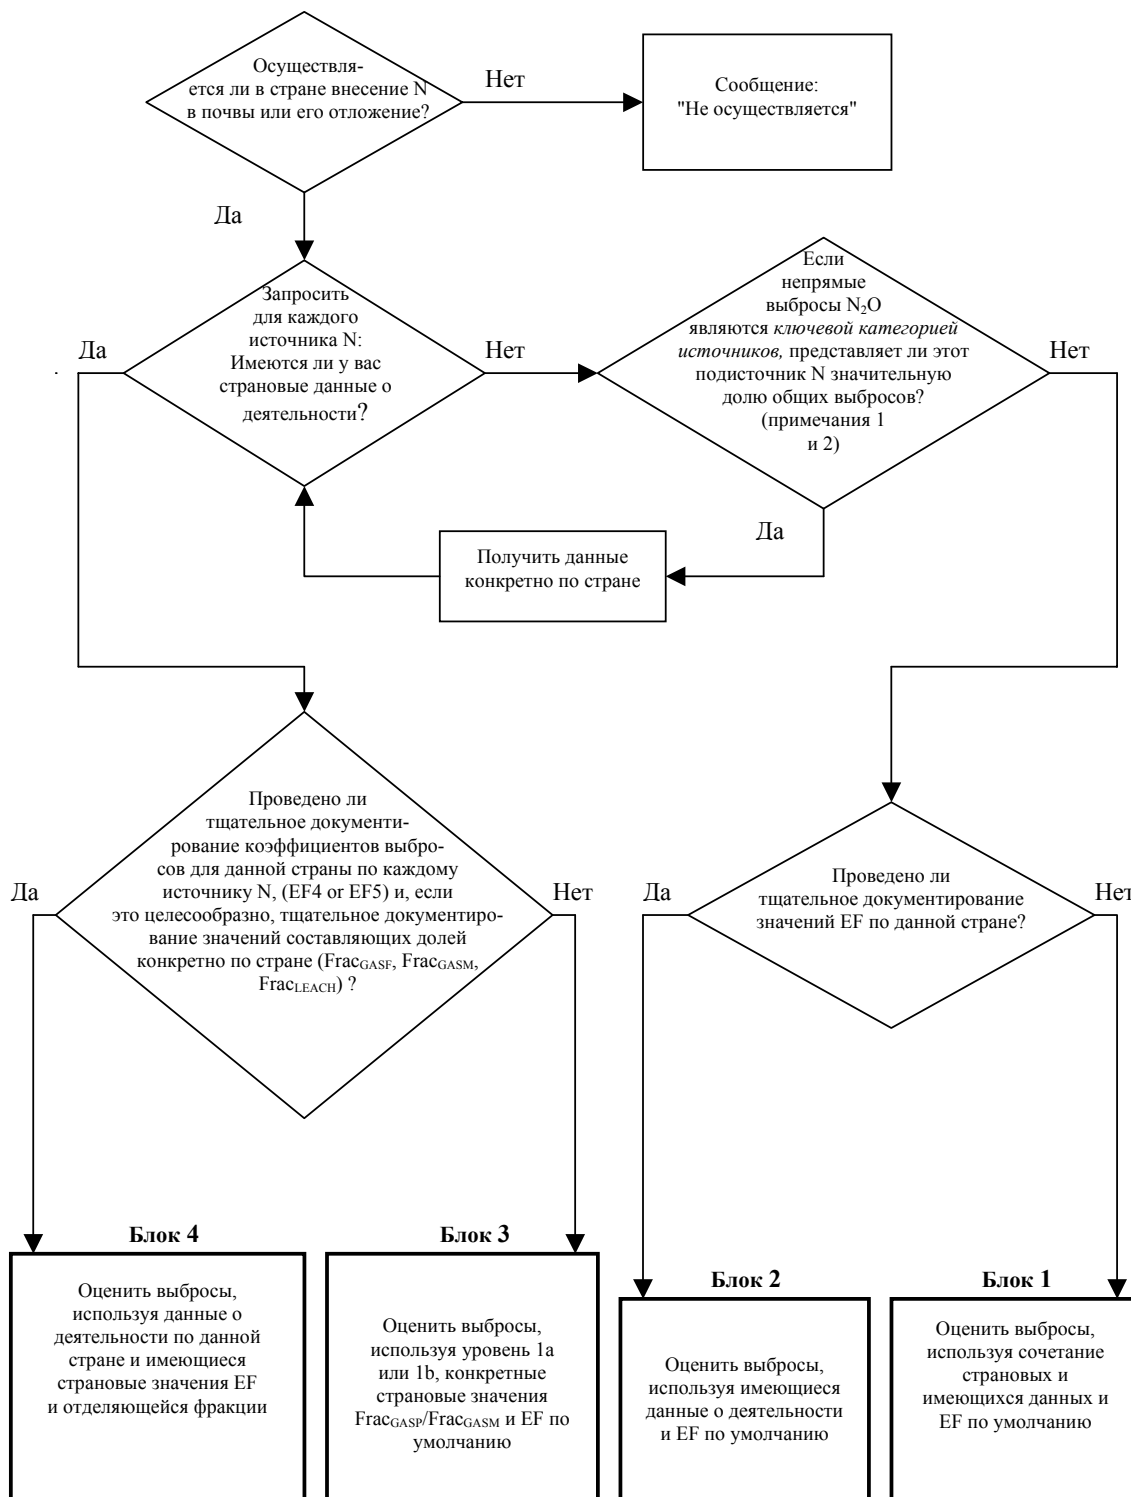 Осуществля-
ется ли в стране внесение N
в почвы или его отложение?
Нет
Сообщение:
"Не осуществляется"
Да
Запросить
для каждого
источника N:
Имеются ли у вас
страновые данные о
деятельности?
Да
Нет
Если
непрямые
выбросы N₂O
являются ключевой категорией
источников, представляет ли этот
подисточник N значительную
долю общих выбросов?
(примечания 1
и 2)
Нет
Да
Получить данные
конкретно по стране
Проведено ли
тщательное документи-
рование коэффициентов выбро-
сов для данной страны по каждому
источнику N, (EF4 or EF5) и, если
это целесообразно, тщательное документиро-
вание значений составляющих долей
конкретно по стране (FracGASF, FracGASM,
FracLEACH) ?
Да
Нет
Проведено ли
тщательное документирование
значений EF по данной стране?
Да
Нет
Блок 4
Оценить выбросы,
используя данные о
деятельности по данной
стране и имеющиеся
страновые значения EF
и отделяющейся фракции
Блок 3
Оценить выбросы,
используя уровень 1a
или 1b, конкретные
страновые значения
FracGASP/FracGASM и EF по
умолчанию
Блок 2
Оценить выбросы,
используя имеющиеся
данные о деятельности
и EF по умолчанию
Блок 1
Оценить выбросы,
используя сочетание
страновых и
имеющихся данных и
EF по умолчанию